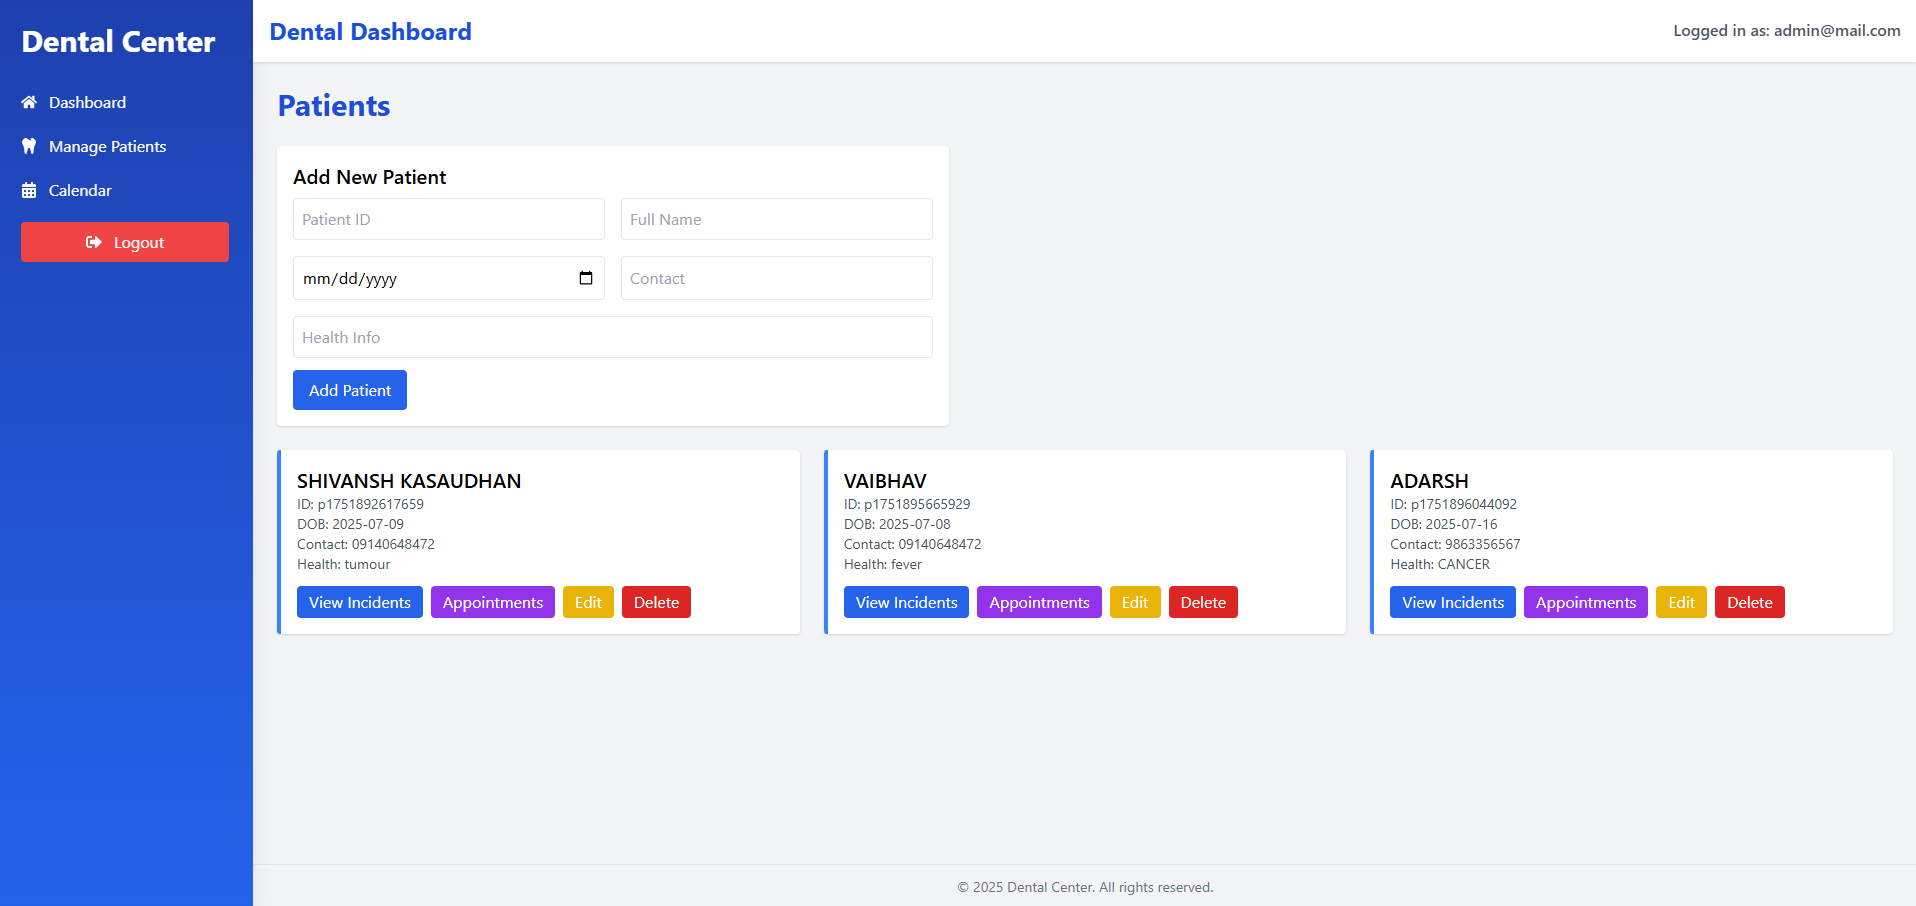 Dental Center
Dashboard
Manage Patients
Calendar
Logout
Dental Dashboard
Logged in as: admin@mail.com
Patients
Add New Patient
Patient ID
Full Name
mm/dd/yyyy
Contact
Health Info
Add Patient
SHIVANSH KASAUDHAN
ID: p1751892617659
DOB: 2025-07-09
Contact: 09140648472
Health: tumour
View Incidents
Appointments
Edit
Delete
VAIBHAV
ID: p1751895665929
DOB: 2025-07-08
Contact: 09140648472
Health: fever
View Incidents
Appointments
Edit
Delete
ADARSH
ID: p1751896044092
DOB: 2025-07-16
Contact: 9863356567
Health: CANCER
View Incidents
Appointments
Edit
Delete
© 2025 Dental Center. All rights reserved.